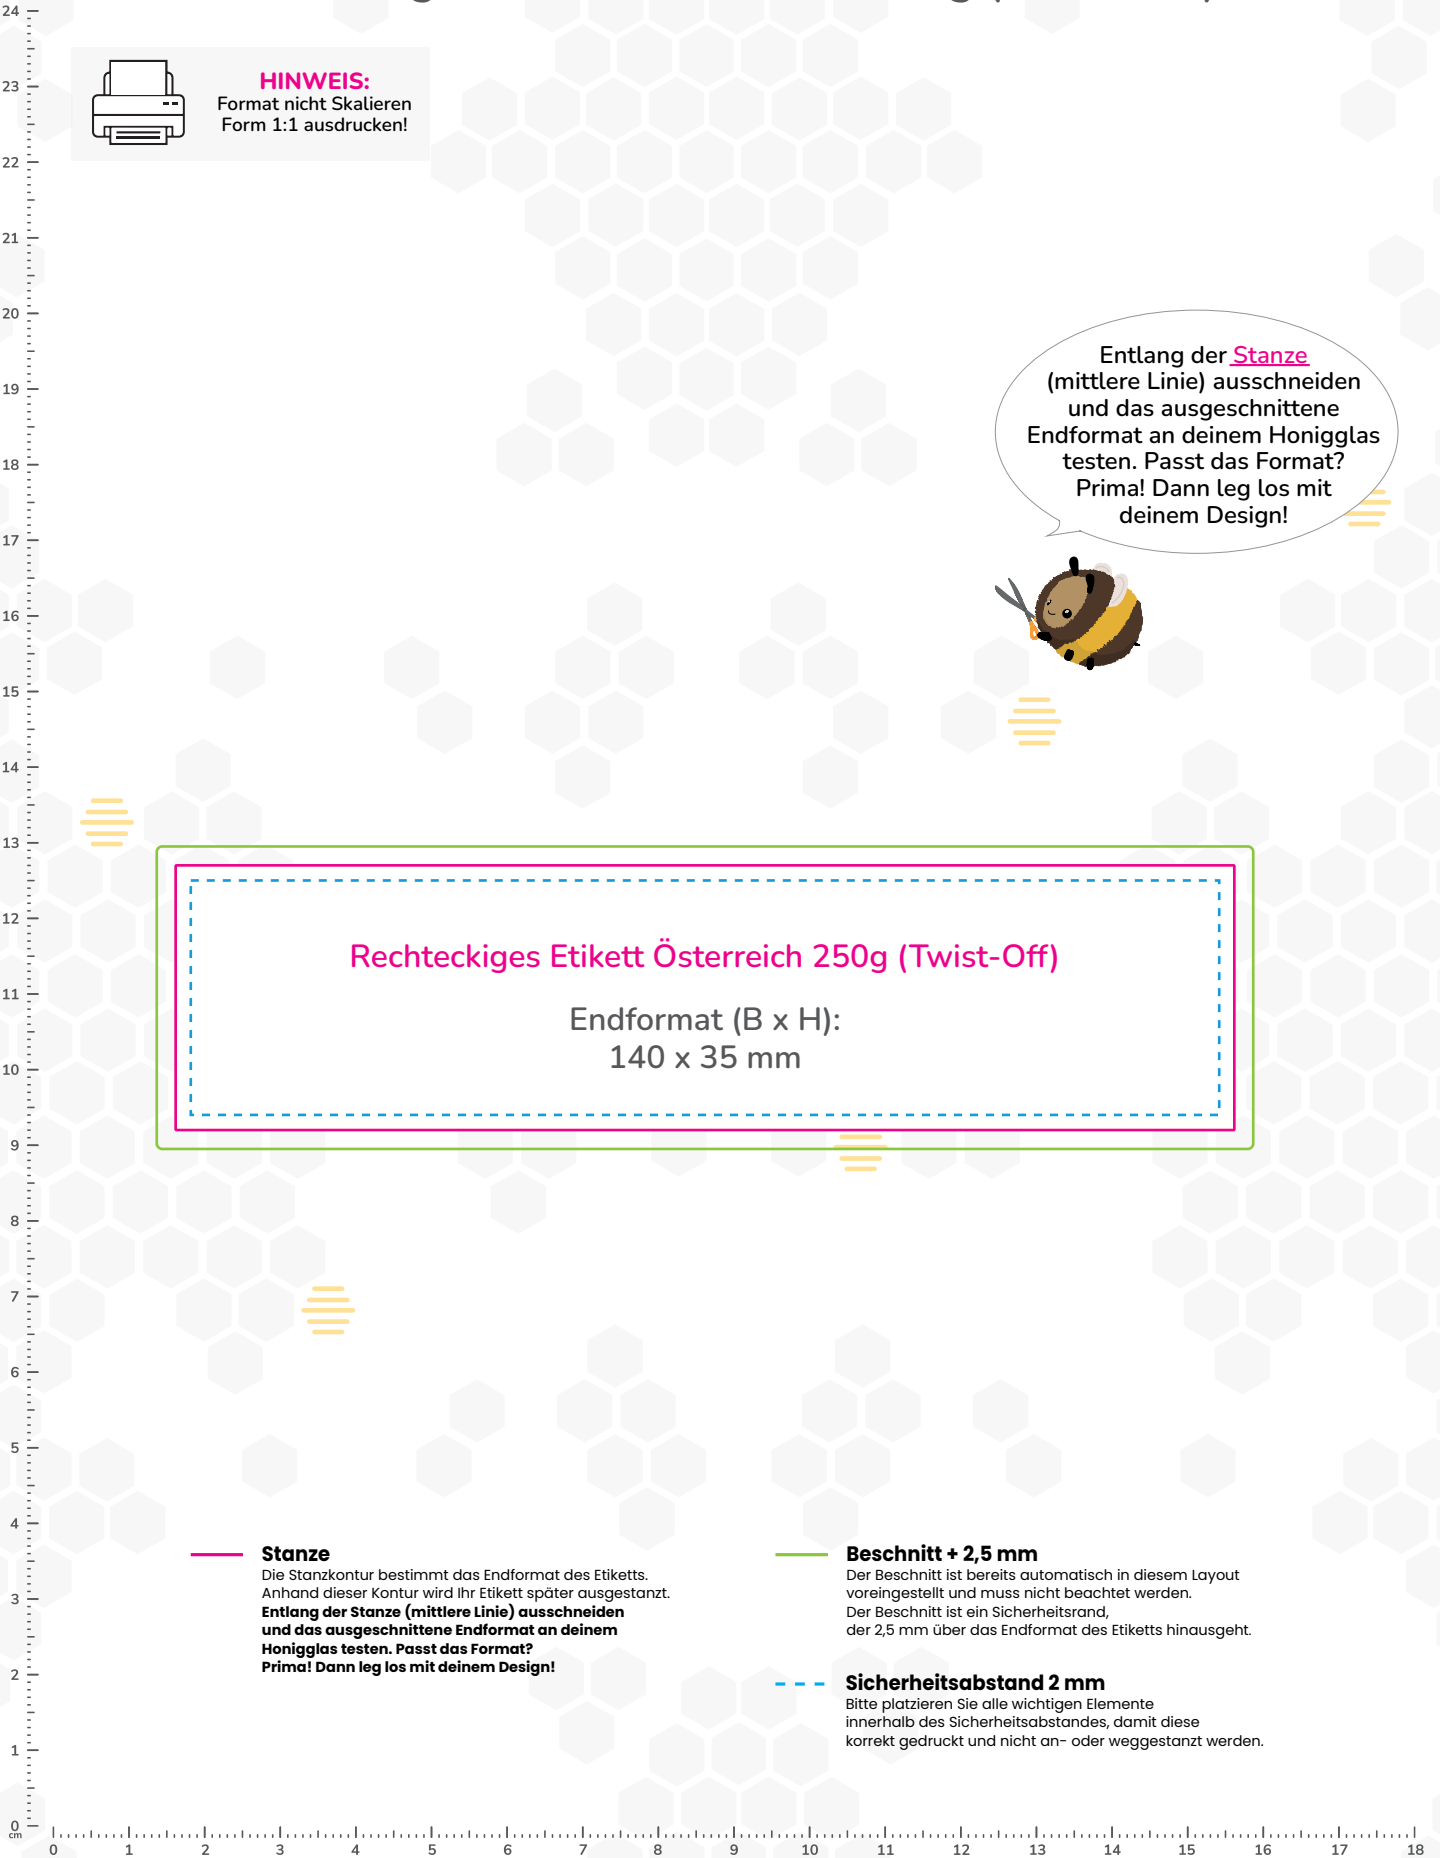 HINWEIS:
Format nicht Skalieren
Form 1:1 ausdrucken!
Entlang der Stanze
(mittlere Linie) ausschneiden
und das ausgeschnittene
Endformat an deinem Honigglas
testen. Passt das Format?
Prima! Dann leg los mit
deinem Design!
Rechteckiges Etikett Österreich 250g (Twist-Off)
Endformat (B x H):
140 x 35 mm
Stanze
Die Stanzkontur bestimmt das Endformat des Etiketts.
Anhand dieser Kontur wird Ihr Etikett später ausgestanzt.
Entlang der Stanze (mittlere Linie) ausschneiden
und das ausgeschnittene Endformat an deinem
Honigglas testen. Passt das Format?
Prima! Dann leg los mit deinem Design!
Beschnitt + 2,5 mm
Der Beschnitt ist bereits automatisch in diesem Layout
voreingestellt und muss nicht beachtet werden.
Der Beschnitt ist ein Sicherheitsrand,
der 2,5 mm über das Endformat des Etiketts hinausgeht.
Sicherheitsabstand 2 mm
Bitte platzieren Sie alle wichtigen Elemente
innerhalb des Sicherheitsabstandes, damit diese
korrekt gedruckt und nicht an- oder weggestanzt werden.
24
23
22
21
20
19
18
17
16
15
14
13
12
11
10
9
8
7
6
5
4
3
2
1
0
cm
0 1 2 3 4 5 6 7 8 9 10 11 12 13 14 15 16 17 18